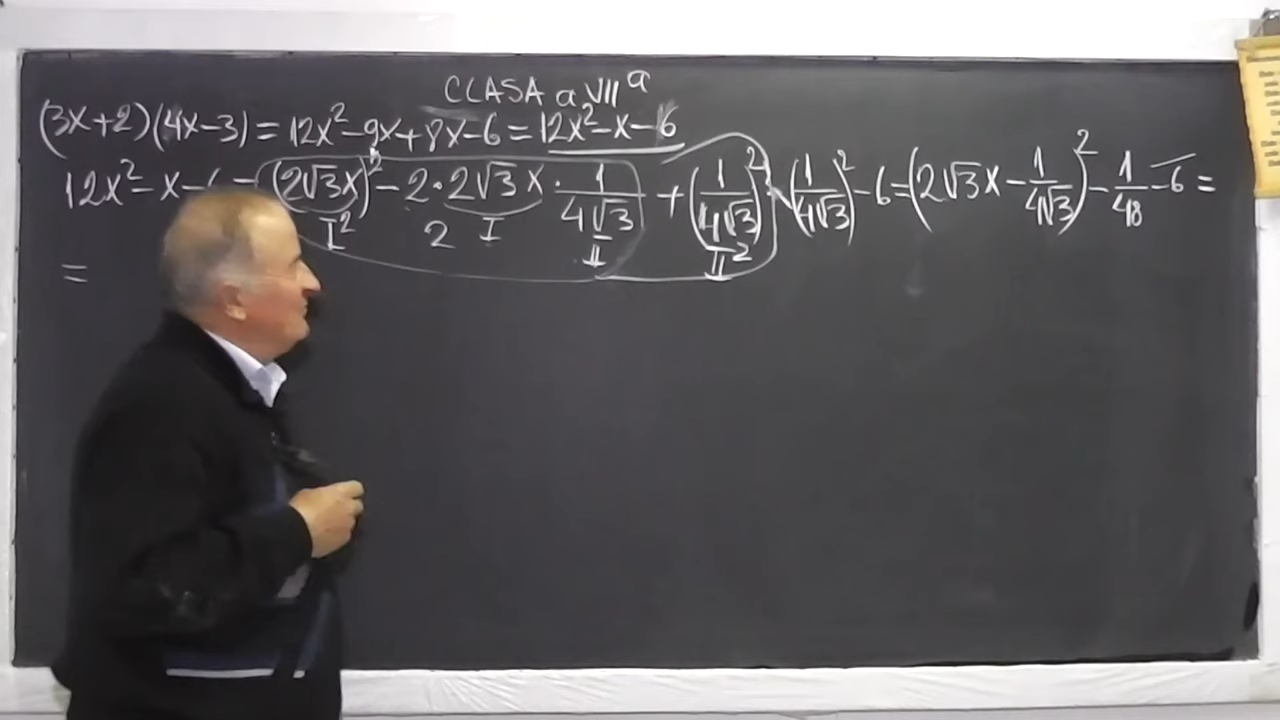 CLASA a VII a
(3x+2)(4x-3) = 12x² - 9x + 8x - 6 = 12x² - x - 6
12x² - x - 6 = (2√3x)² - 2·2√3x · 1/(4√3) + (1/(4√3))² - (1/(4√3))² - 6 = (2√3x - 1/(4√3))² - 1/48 - 6 =
I² 2 I II II²
=